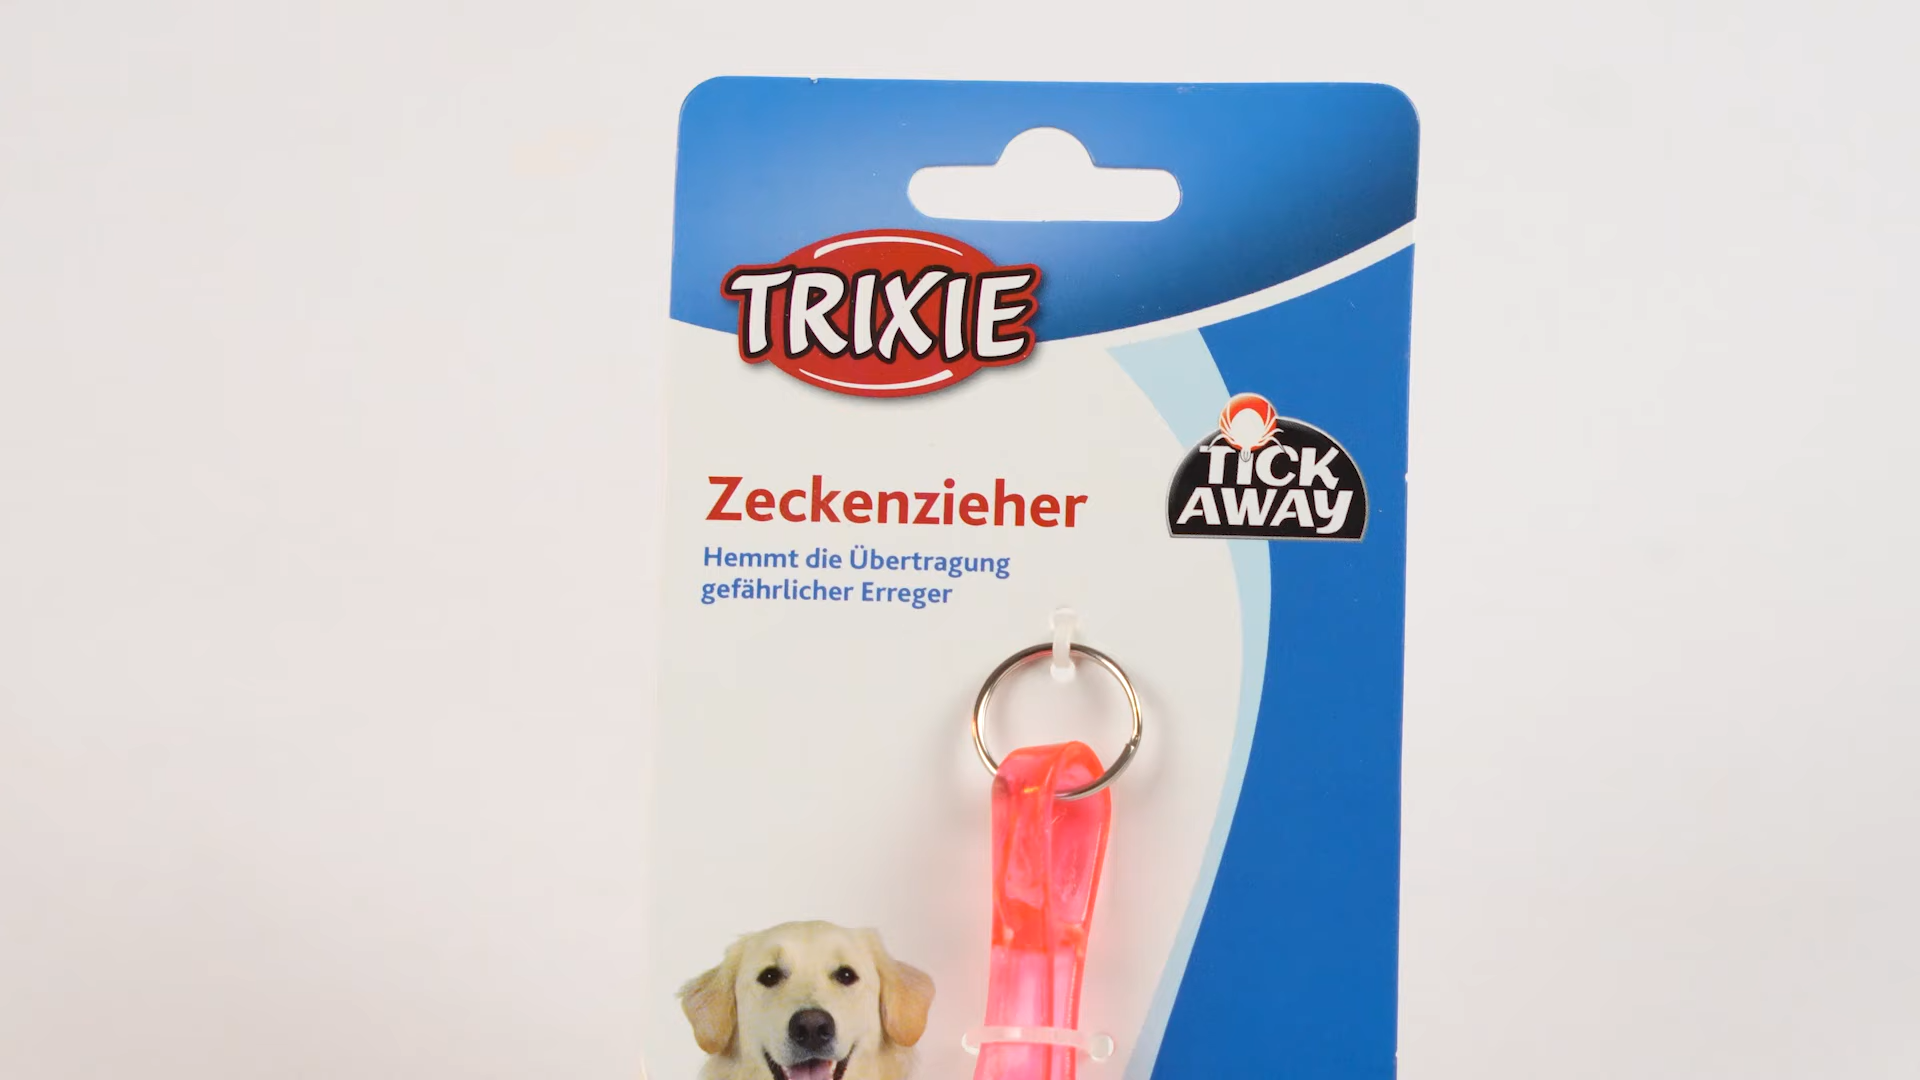 TRIXIE
TICK
AWAY
Zeckenzieher
Hemmt die Übertragung
gefährlicher Erreger